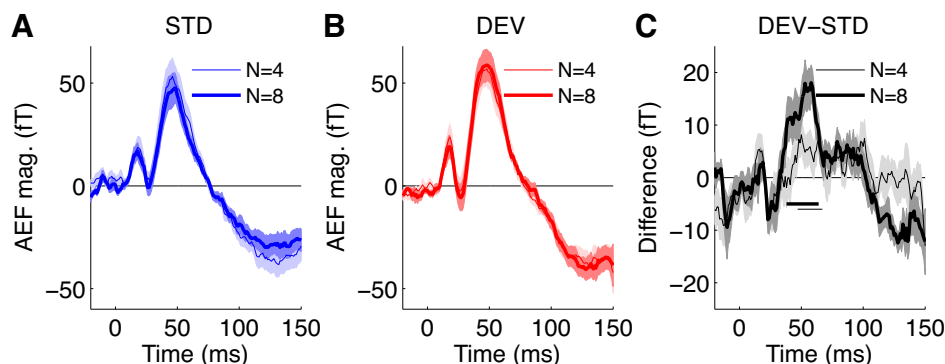 A STD
B DEV
C DEV−STD
AEF mag. (fT)
50
0
−50
N=4
N=8
0 50 100 150
Time (ms)
AEF mag. (fT)
50
0
−50
N=4
N=8
0 50 100 150
Time (ms)
Difference (fT)
20
10
0
−10
−20
N=4
N=8
0 50 100 150
Time (ms)